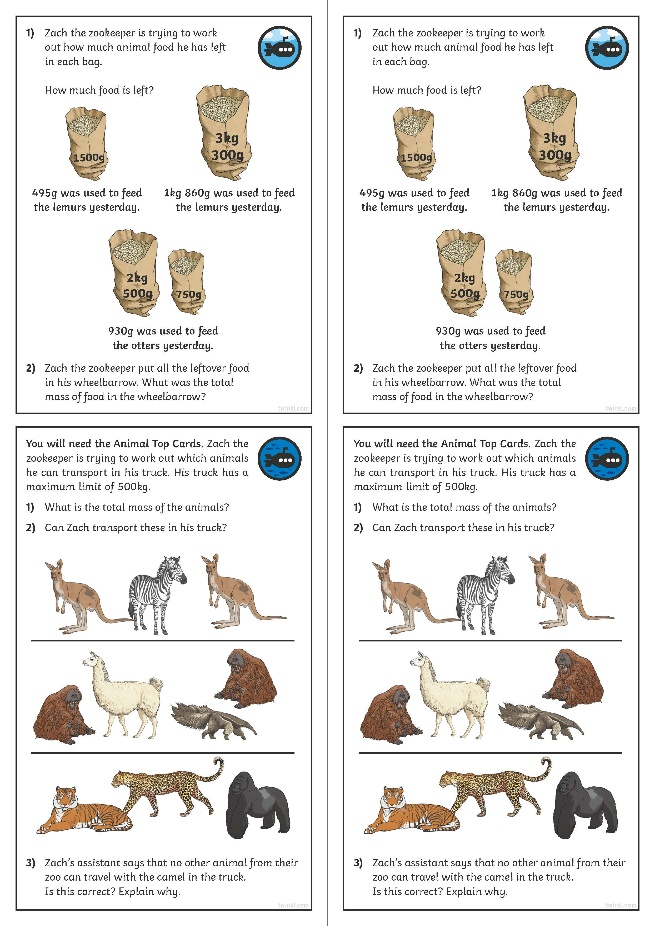 1) Zach the zookeeper is trying to work
out how much animal food he has left
in each bag.
How much food is left?
1500g
3kg
300g
495g was used to feed
the lemurs yesterday.
1kg 860g was used to feed
the lemurs yesterday.
2kg
500g
750g
930g was used to feed
the otters yesterday.
2) Zach the zookeeper put all the leftover food
in his wheelbarrow. What was the total
mass of food in the wheelbarrow?
twinkl.com
1) Zach the zookeeper is trying to work
out how much animal food he has left
in each bag.
How much food is left?
1500g
3kg
300g
495g was used to feed
the lemurs yesterday.
1kg 860g was used to feed
the lemurs yesterday.
2kg
500g
750g
930g was used to feed
the otters yesterday.
2) Zach the zookeeper put all the leftover food
in his wheelbarrow. What was the total
mass of food in the wheelbarrow?
twinkl.com
You will need the Animal Top Cards. Zach the
zookeeper is trying to work out which animals
he can transport in his truck. His truck has a
maximum limit of 500kg.
1) What is the total mass of the animals?
2) Can Zach transport these in his truck?
3) Zach's assistant says that no other animal from their
zoo can travel with the camel in the truck.
Is this correct? Explain why.
twinkl.com
You will need the Animal Top Cards. Zach the
zookeeper is trying to work out which animals
he can transport in his truck. His truck has a
maximum limit of 500kg.
1) What is the total mass of the animals?
2) Can Zach transport these in his truck?
3) Zach's assistant says that no other animal from their
zoo can travel with the camel in the truck.
Is this correct? Explain why.
twinkl.com